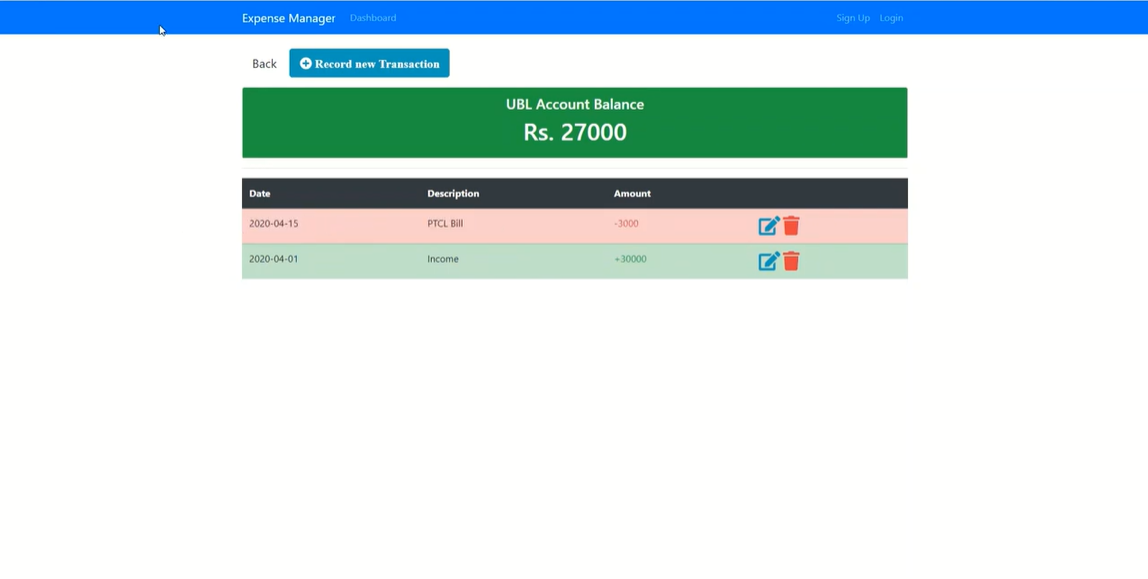 Expense Manager Dashboard Sign Up Login
Back Record new Transaction
UBL Account Balance
Rs. 27000
Date Description Amount
2020-04-15 PTCL Bill -3000
2020-04-01 Income +30000